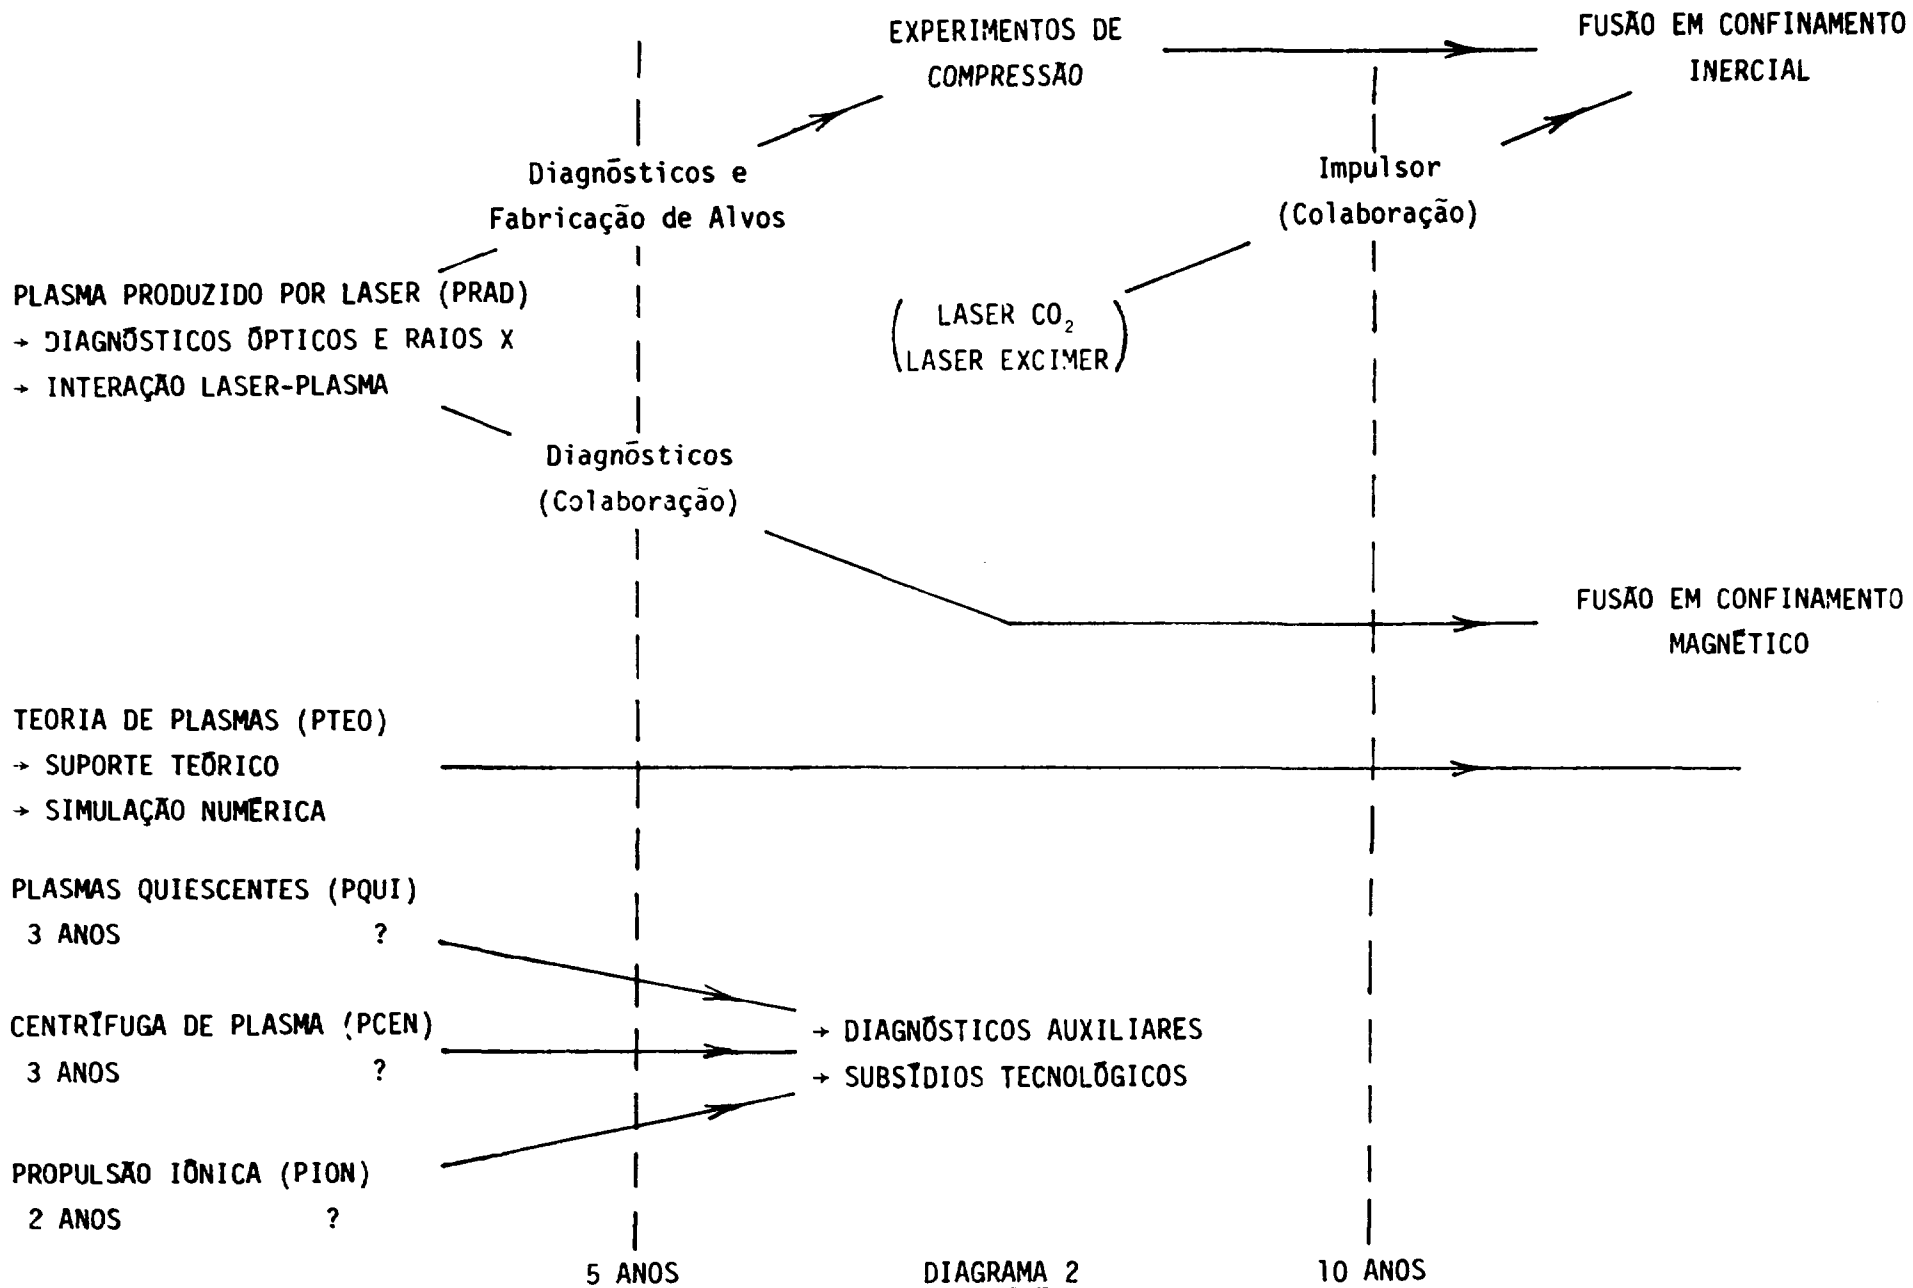 EXPERIMENTOS DE
COMPRESSÃO
FUSÃO EM CONFINAMENTO
INERCIAL
Diagnósticos e
Fabricação de Alvos
Impulsor
(Colaboração)
PLASMA PRODUZIDO POR LASER (PRAD)
→ DIAGNÓSTICOS ÓPTICOS E RAIOS X
→ INTERAÇÃO LASER-PLASMA
LASER CO₂
LASER EXCIMER
Diagnósticos
(Colaboração)
FUSÃO EM CONFINAMENTO
MAGNÉTICO
TEORIA DE PLASMAS (PTEO)
→ SUPORTE TEÓRICO
→ SIMULAÇÃO NUMÉRICA
PLASMAS QUIESCENTES (PQUI)
3 ANOS ?
CENTRÍFUGA DE PLASMA (PCEN)
3 ANOS ?
→ DIAGNÓSTICOS AUXILIARES
→ SUBSÍDIOS TECNOLÓGICOS
PROPULSÃO IÔNICA (PION)
2 ANOS ?
5 ANOS
DIAGRAMA 2
10 ANOS